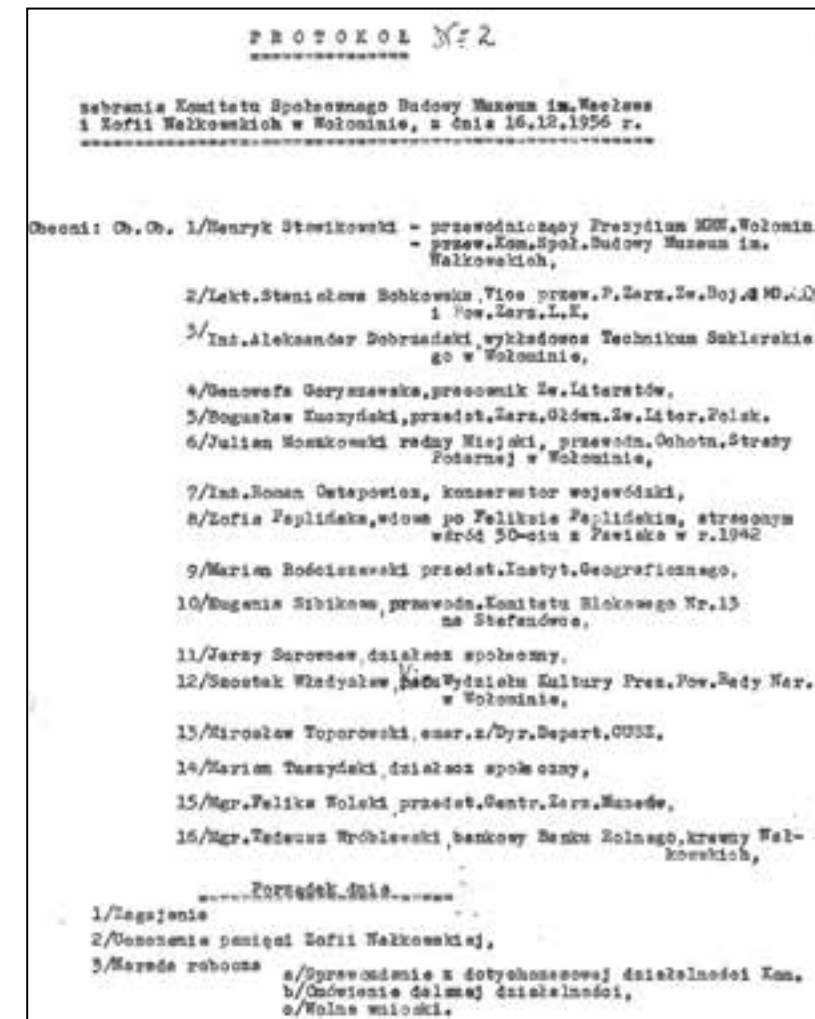 PROTOKÓŁ Nr 2
zebrania Komitetu Społecznego Budowy Muzeum im.Wacława
i Zofii Nałkowskich w Wołominie, z dnia 16.12.1956 r.
Obecni: Ob.Ob. 1/Henryk Stowikowski - przewodniczący Prezydium MRN.Wołomin
- przew.Kom.Społ.Budowy Muzeum im.
Nałkowskich,
2/Lekt.Stanisława Bobkowska,Vice przew.P.Zarz.Zw.Boj.
i Pow.Zarz.L.K.
3/Inż.Aleksander Dobrzański,wykładowca Technikum Szklarskie
go w Wołominie,
4/Genowefa Goryszewska,pracownik Zw.Literatów,
5/Bogusław Kuczyński,przedst.Zarz.Główn.Zw.Liter.Polsk.
6/Julian Moszkowski radny Miejski, przewodn.Ochotn.Straży
Pożarnej w Wołominie,
7/Inż.Roman Ostapowicz, konserwator wojewódzki,
8/Zofia Peplińska,wdowa po Feliksie Peplińskim, straconym
wśród 50-ciu z Pawiaka w r.1942
9/Marian Rościszewski przedst.Instyt.Geograficznego,
10/Eugenia Sibikowa,przewodn.Komitetu Blokowego Nr.13
na Stefanówce,
11/Jerzy Surowcew,działacz społeczny,
12/Szostak Władysław, Wydziału Kultury Prez.Pow.Rady Nar.
w Wołominie,
13/Mirosław Toporowski,emer.z/Dyr.Depart.CUSZ,
14/Marian Tuszyński,działacz społeczny,
15/Mgr.Feliks Wolski,przedst.Centr.Zarz.Muzeów,
16/Mgr.Tadeusz Wróblewski,bankowy Banku Rolnego,krewny Nał-
kowskich,
Porządek dnia
1/Zagajenie
2/Uczczenie pamięci Zofii Nałkowskiej,
3/Narada robocza a/Sprawozdanie z dotychczasowej działalności Kom.
b/Omówienie dalszej działalności,
c/Wolne wnioski.